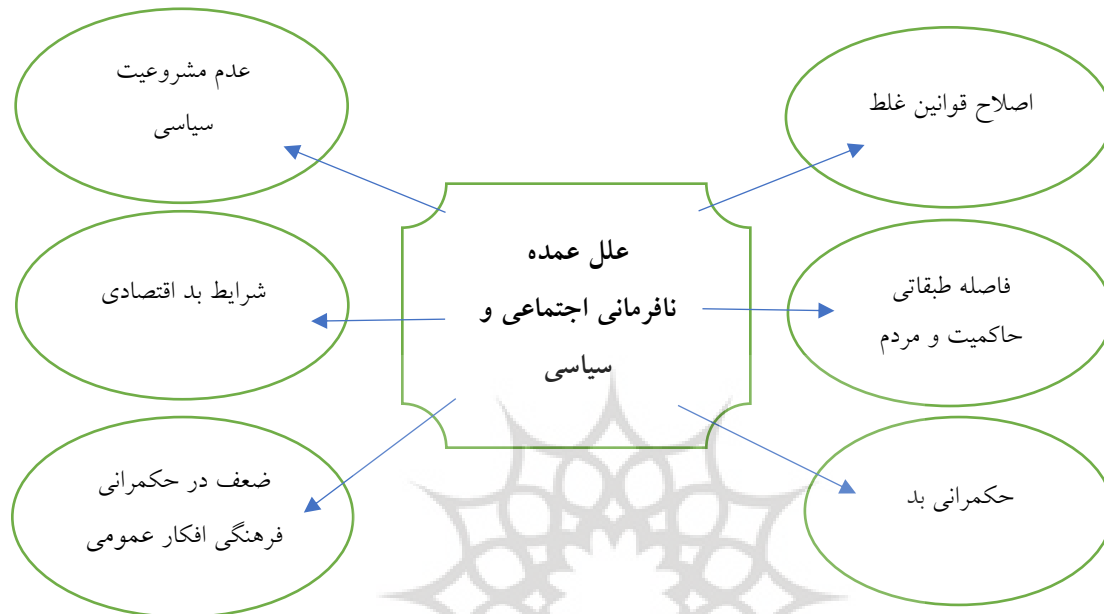 علل عمده
نافرمانی اجتماعی و
سیاسی
اصلاح قوانین غلط
فاصله طبقاتی
حاکمیت و مردم
حکمرانی بد
عدم مشروعیت
سیاسی
شرایط بد اقتصادی
ضعف در حکمرانی
فرهنگی افکار عمومی